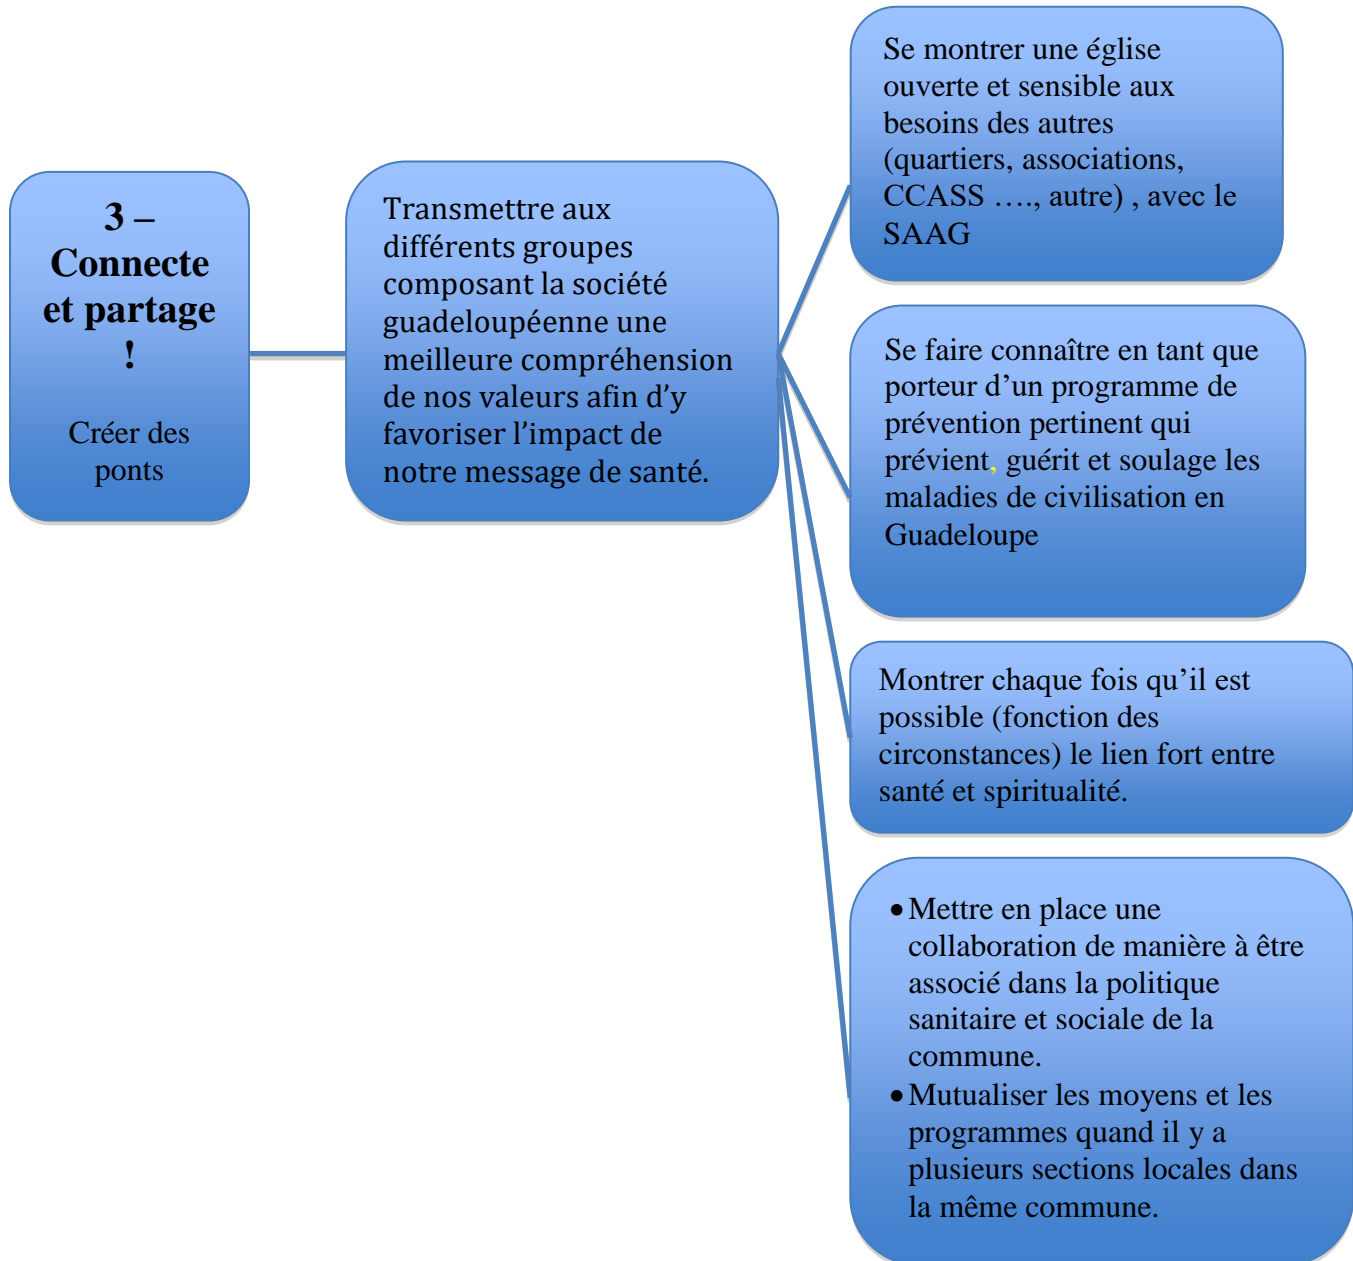 3 –
Connecte
et partage
!
Créer des
ponts
Transmettre aux
différents groupes
composant la société
guadeloupéenne une
meilleure compréhension
de nos valeurs afin d’y
favoriser l’impact de
notre message de santé.
Se montrer une église
ouverte et sensible aux
besoins des autres
(quartiers, associations,
CCASS …., autre) , avec le
SAAG
Se faire connaître en tant que
porteur d’un programme de
prévention pertinent qui
prévient, guérit et soulage les
maladies de civilisation en
Guadeloupe
Montrer chaque fois qu’il est
possible (fonction des
circonstances) le lien fort entre
santé et spiritualité.
• Mettre en place une
collaboration de manière à être
associé dans la politique
sanitaire et sociale de la
commune.
• Mutualiser les moyens et les
programmes quand il y a
plusieurs sections locales dans
la même commune.